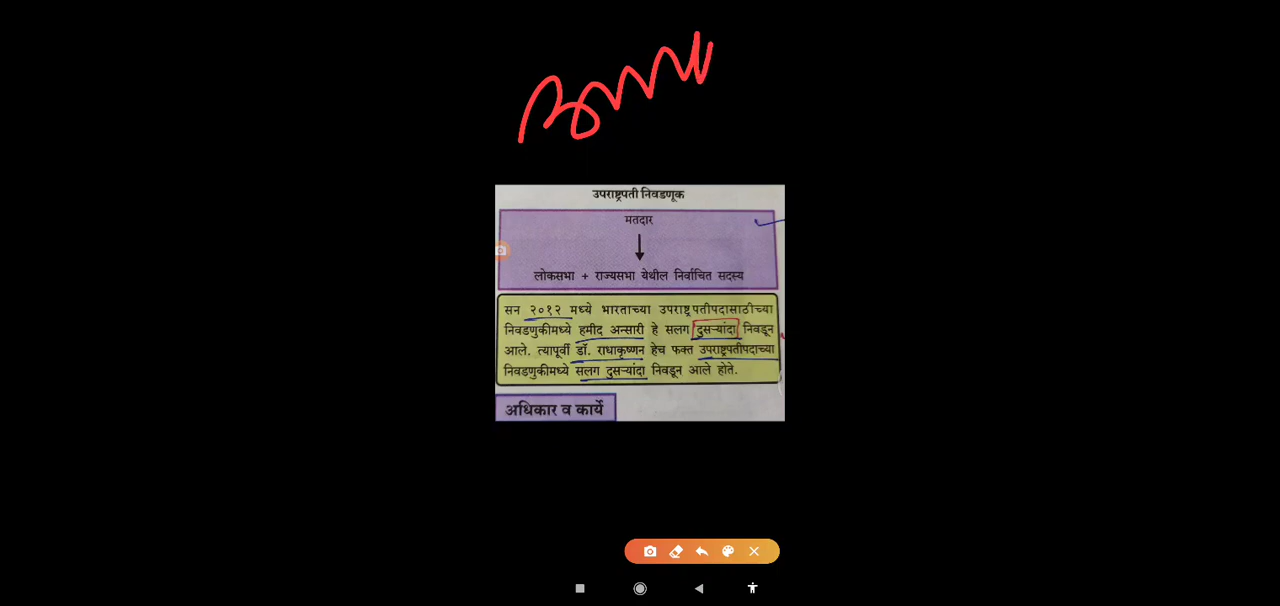 उपराष्ट्रपती निवडणूक
मतदार
लोकसभा + राज्यसभा येथील निर्वाचित सदस्य
सन २०१२ मध्ये भारताच्या उपराष्ट्रपतीपदासाठीच्या
निवडणुकीमध्ये हमीद अन्सारी हे सलग दुसऱ्यांदा निवडून
आले. त्यापूर्वी डॉ. राधाकृष्णन हेच फक्त उपराष्ट्रपतीपदाच्या
निवडणुकीमध्ये सलग दुसऱ्यांदा निवडून आले होते.
अधिकार व कार्ये